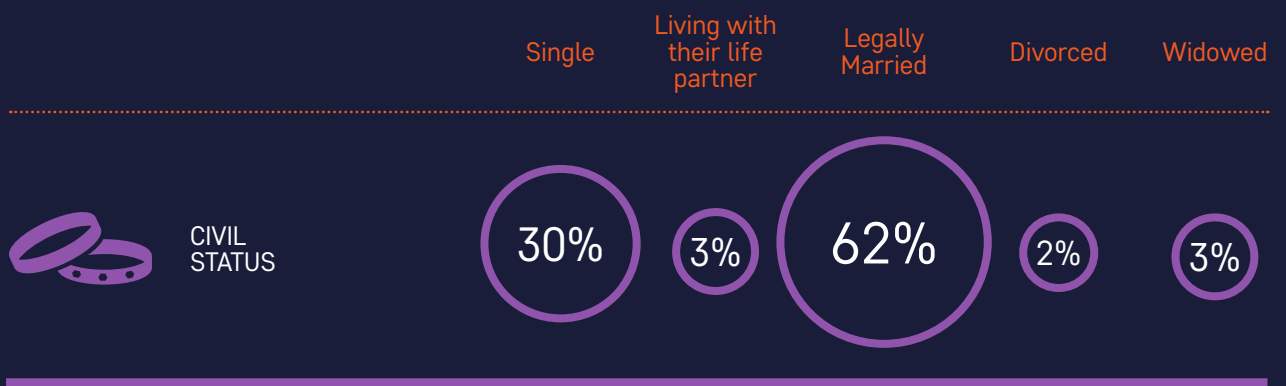 Single
Living with
their life
partner
Legally
Married
Divorced
Widowed
CIVIL
STATUS
30%
3%
62%
2%
3%